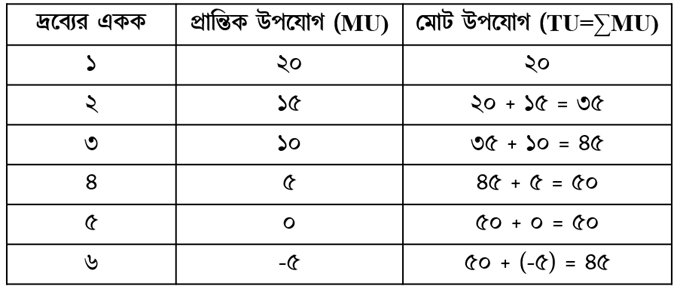 দ্রব্যের একক প্রান্তিক উপযোগ (MU) মোট উপযোগ (TU=∑MU)
১ ২০ ২০
২ ১৫ ২০ + ১৫ = ৩৫
৩ ১০ ৩৫ + ১০ = ৪৫
৪ ৫ ৪৫ + ৫ = ৫০
৫ ০ ৫০ + ০ = ৫০
৬ -৫ ৫০ + (-৫) = ৪৫